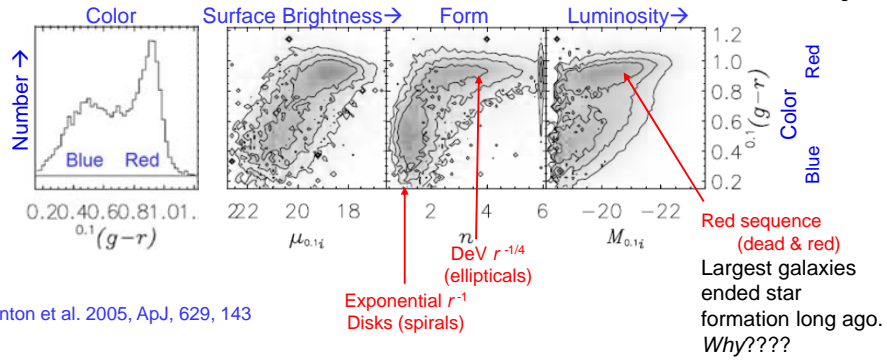 Color
Surface Brightness→
Form
Luminosity→
Number →
Blue Red
0.20.40.60.81.01..
0.1(g−r)
22 20 18
μ0.1i
2 4 6
n
−20 −22
M0.1i
1.2
1.0
0.8
0.6
0.4
0.2
0.1(g−r)
Color
Blue Red
DeV r -1/4
(ellipticals)
Exponential r-1
Disks (spirals)
Red sequence
(dead & red)
Largest galaxies
ended star
formation long ago.
Why????
nton et al. 2005, ApJ, 629, 143